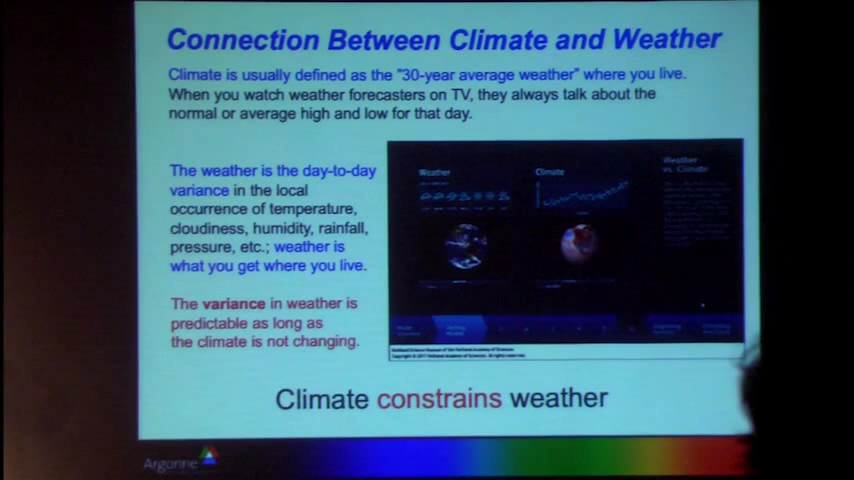 Connection Between Climate and Weather
Climate is usually defined as the "30-year average weather" where you live.
When you watch weather forecasters on TV, they always talk about the
normal or average high and low for that day.
The weather is the day-to-day
variance in the local
occurrence of temperature,
cloudiness, humidity, rainfall,
pressure, etc.; weather is
what you get where you live.
The variance in weather is
predictable as long as
the climate is not changing.
Weather
Climate
Weather
vs. Climate
Climate constrains weather
Argonne